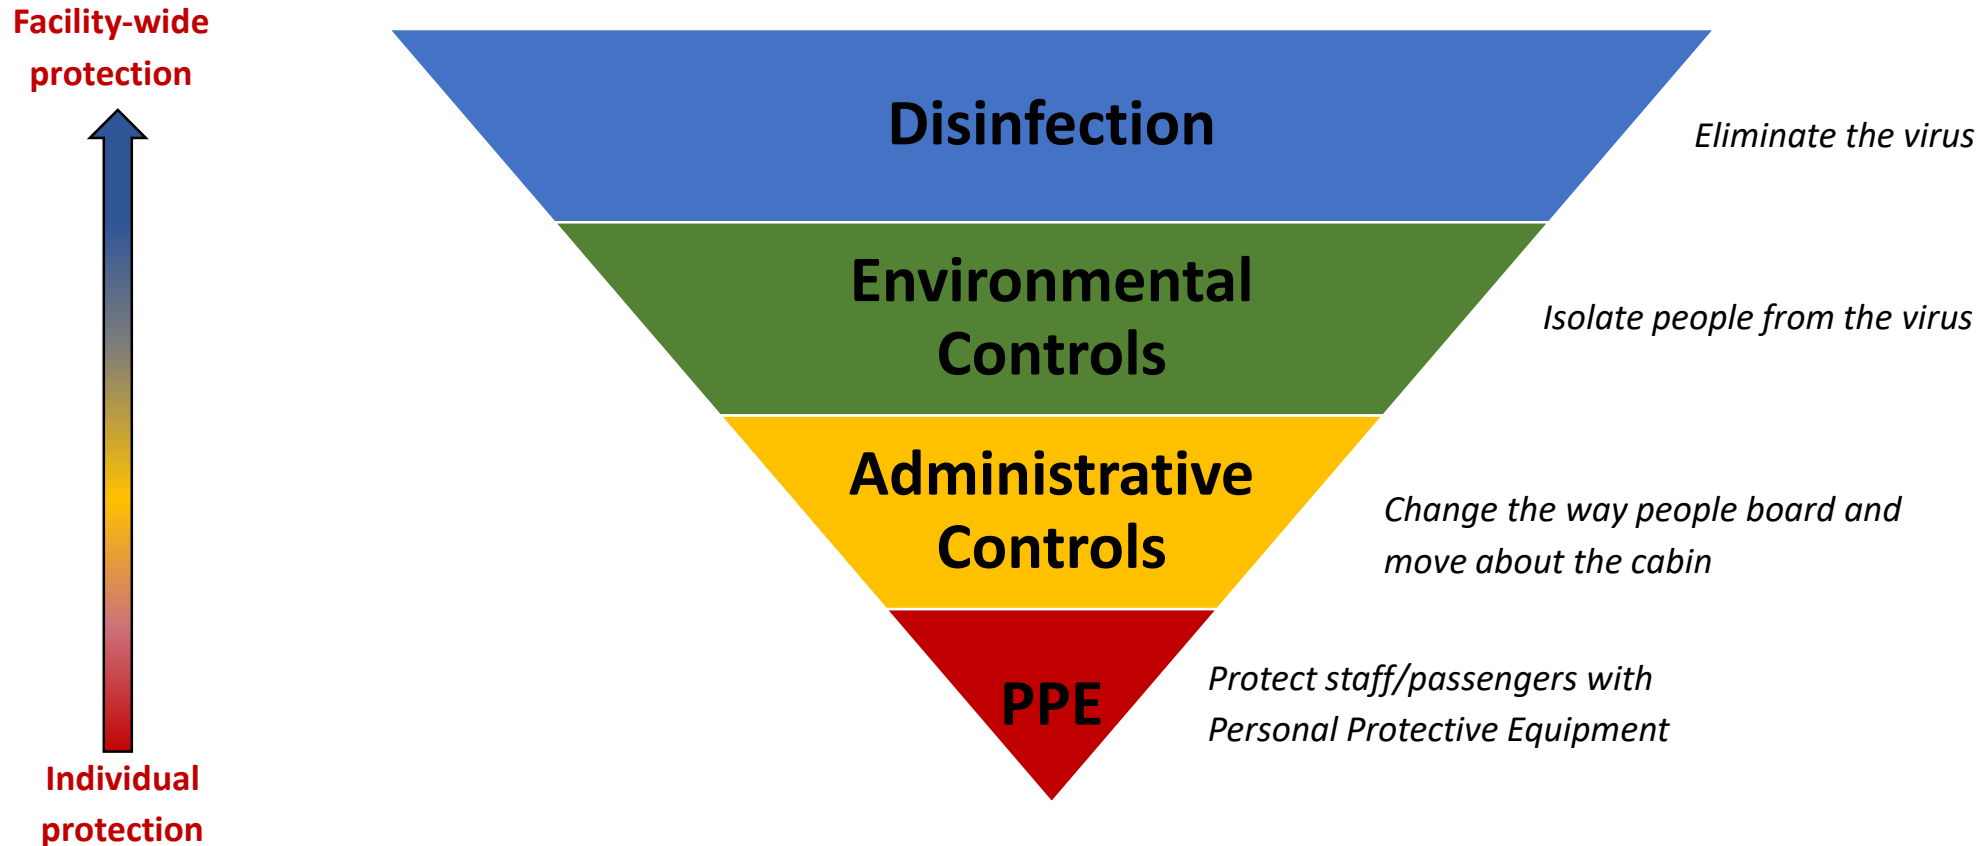 Facility-wide
protection
Disinfection
Eliminate the virus
Environmental
Controls
Isolate people from the virus
Administrative
Controls
Change the way people board and
move about the cabin
PPE
Protect staff/passengers with
Personal Protective Equipment
Individual
protection